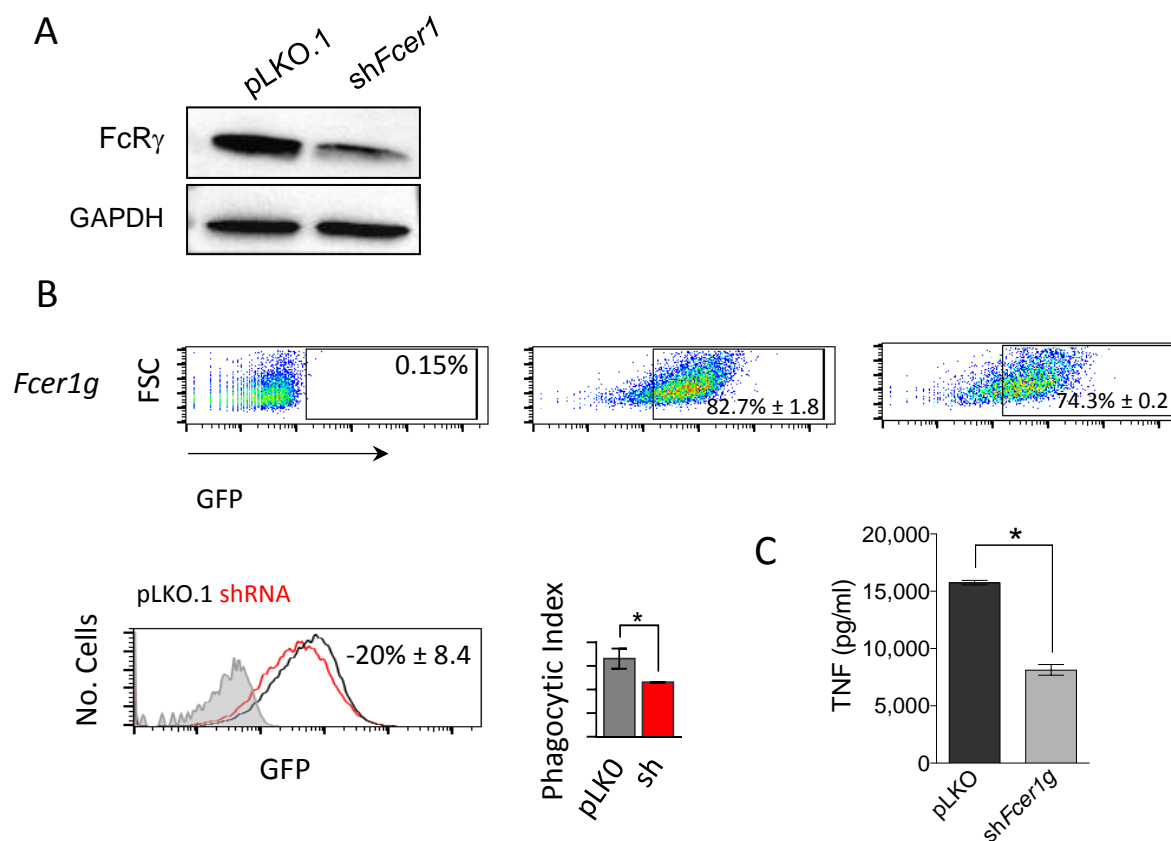 A
pLKO.1
shFcer1
FcRγ
GAPDH
B
Fcer1g
FSC
0.15%
82.7% ± 1.8
74.3% ± 0.2
GFP
pLKO.1 shRNA
No. Cells
-20% ± 8.4
GFP
Phagocytic Index
*
pLK0
sh
C
TNF (pg/ml)
20,000
15,000
10,000
5,000
0
*
pLKO
shFcer1g